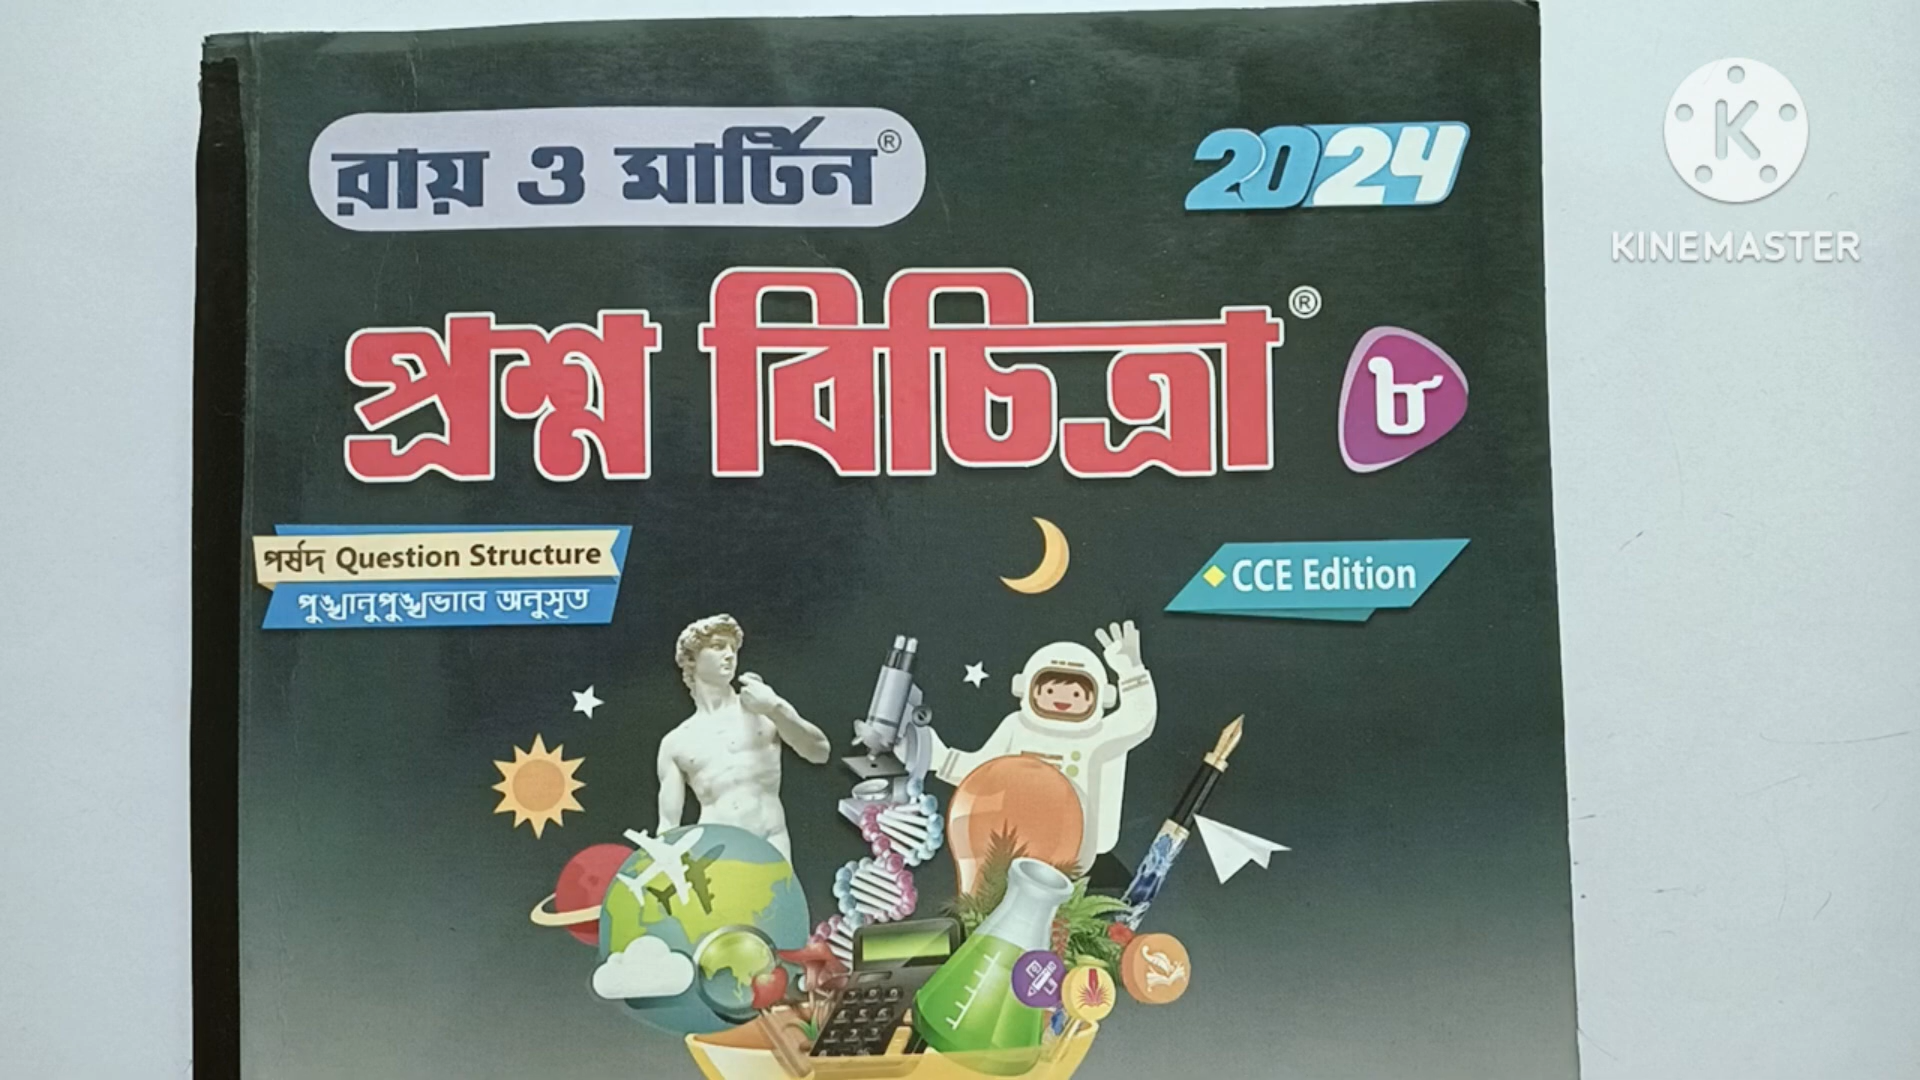 রায় ও মার্টিন®
2024
প্রশ্ন বিচিত্রা®
৮
পর্ষদ Question Structure
পুঙ্খানুপুঙ্খভাবে অনুসৃত
CCE Edition
K
KINEMASTER